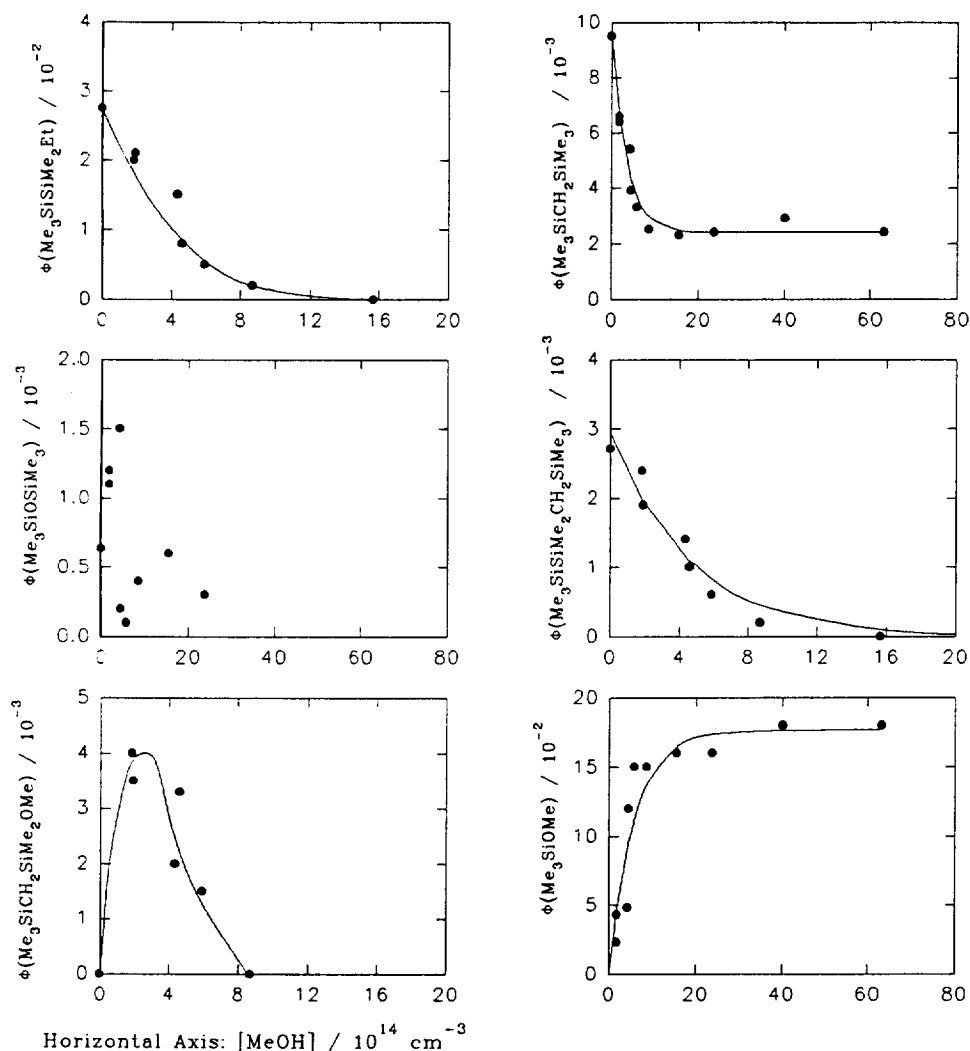 Φ(Me₃SiSiMe₂Et) / 10⁻²
4
3
2
1
0
0 4 8 12 16 20
Φ(Me₃SiCH₂SiMe₃) / 10⁻³
10
8
6
4
2
0
0 20 40 60 80
Φ(Me₃SiOSiMe₃) / 10⁻³
2.0
1.5
1.0
0.5
0.0
0 20 40 60 80
Φ(Me₃SiSiMe₂CH₂SiMe₃) / 10⁻³
4
3
2
1
0
0 4 8 12 16 20
Φ(Me₃SiCH₂SiMe₂OMe) / 10⁻³
5
4
3
2
1
0
0 4 8 12 16 20
Φ(Me₃SiOMe) / 10⁻²
20
15
10
5
0
0 20 40 60 80
Horizontal Axis: [MeOH] / 10¹⁴ cm⁻³